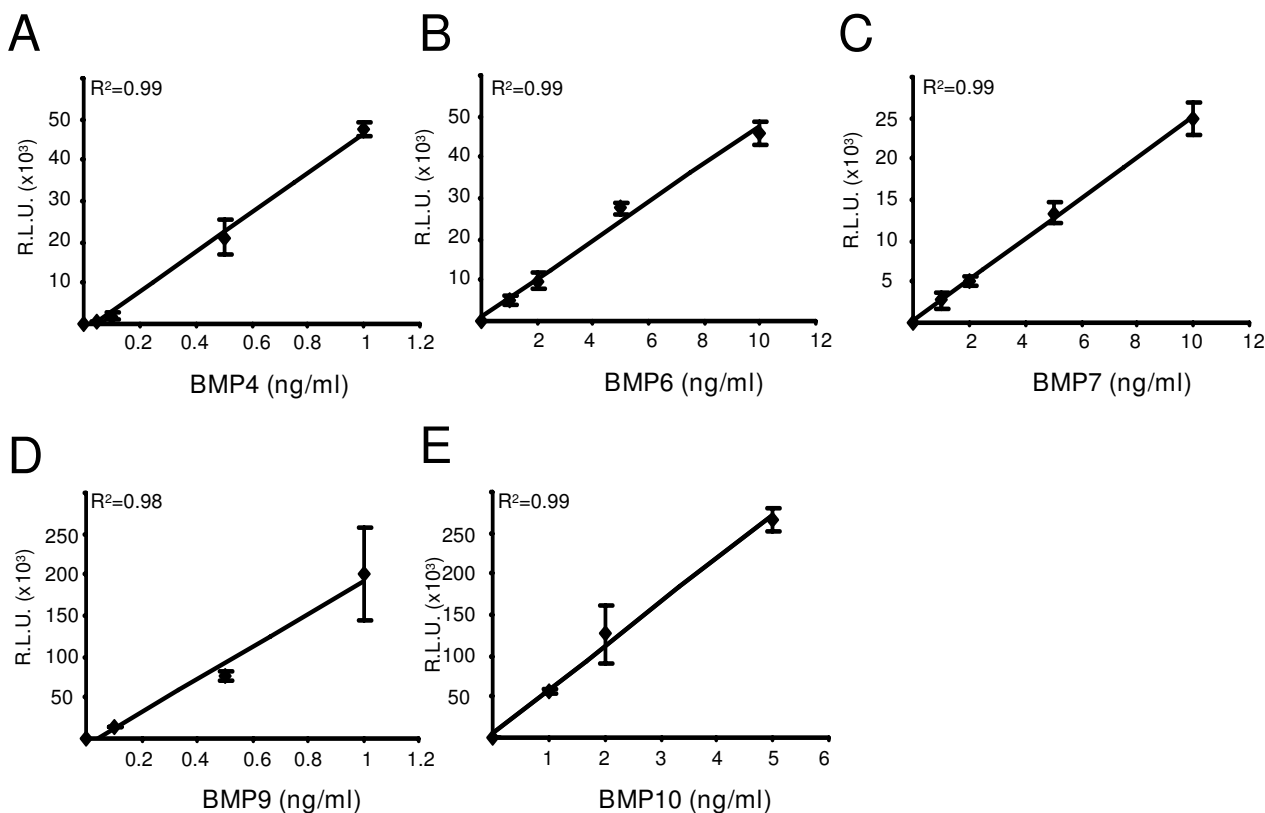 A
R²=0.99
R.L.U. (x10³)
50
40
30
20
10
0.2 0.4 0.6 0.8 1 1.2
BMP4 (ng/ml)
B
R²=0.99
R.L.U. (x10³)
50
40
30
20
10
2 4 6 8 10 12
BMP6 (ng/ml)
C
R²=0.99
R.L.U. (x10³)
25
20
15
10
5
2 4 6 8 10 12
BMP7 (ng/ml)
D
R²=0.98
R.L.U. (x10³)
250
200
150
100
50
0.2 0.4 0.6 0.8 1 1.2
BMP9 (ng/ml)
E
R²=0.99
R.L.U. (x10³)
250
200
150
100
50
1 2 3 4 5 6
BMP10 (ng/ml)